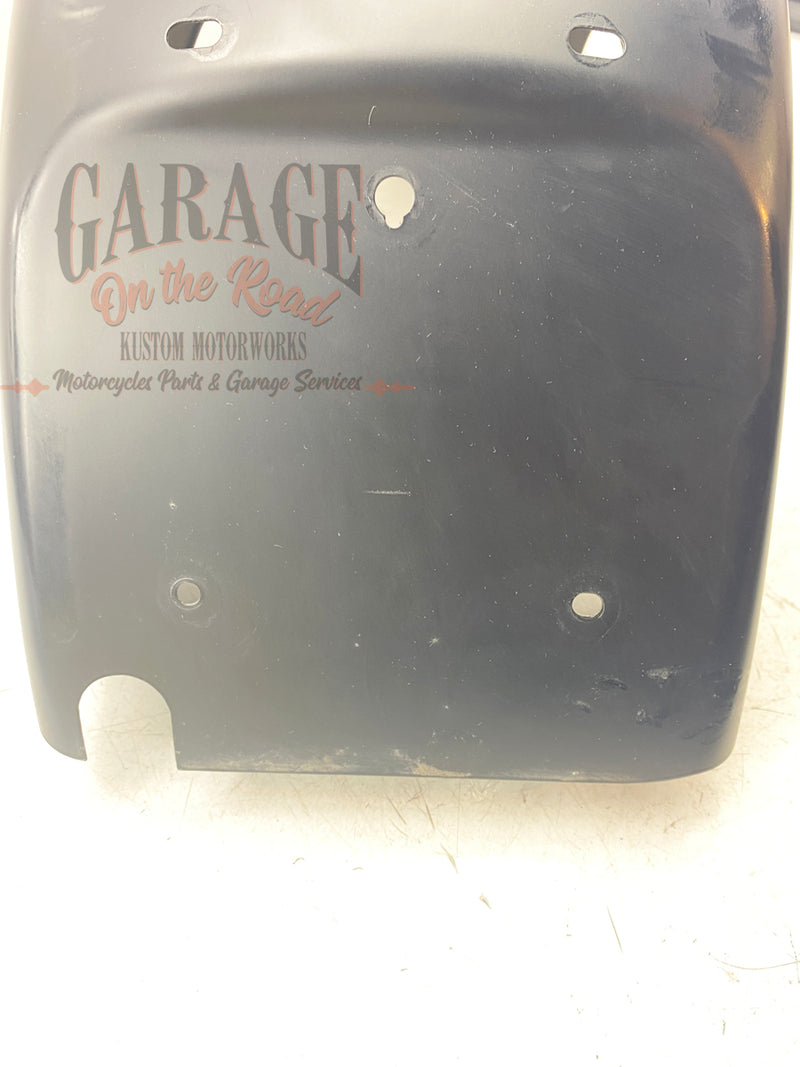 GARAGE
On the Road
KUSTOM MOTORWORKS
Motorcycles Parts & Garage Services